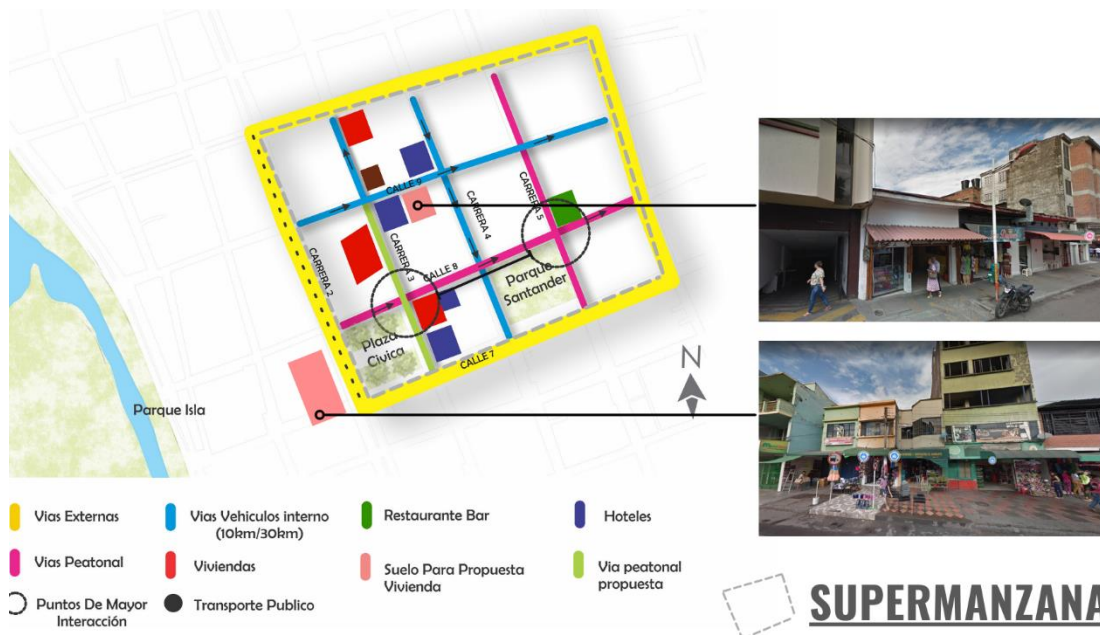 CALLE 9
CARRERA 5
CARRERA 4
CARRERA 3
CARRERA 2
CALLE 8
Parque
Santander
Plaza
Civica
CALLE 7
N
Parque Isla
Vias Externas
Vias Vehiculos interno
(10km/30km)
Restaurante Bar
Hoteles
Vias Peatonal
Viviendas
Suelo Para Propuesta
Vivienda
Via peatonal
propuesta
Puntos De Mayor
Interacción
Transporte Publico
SUPERMANZANA